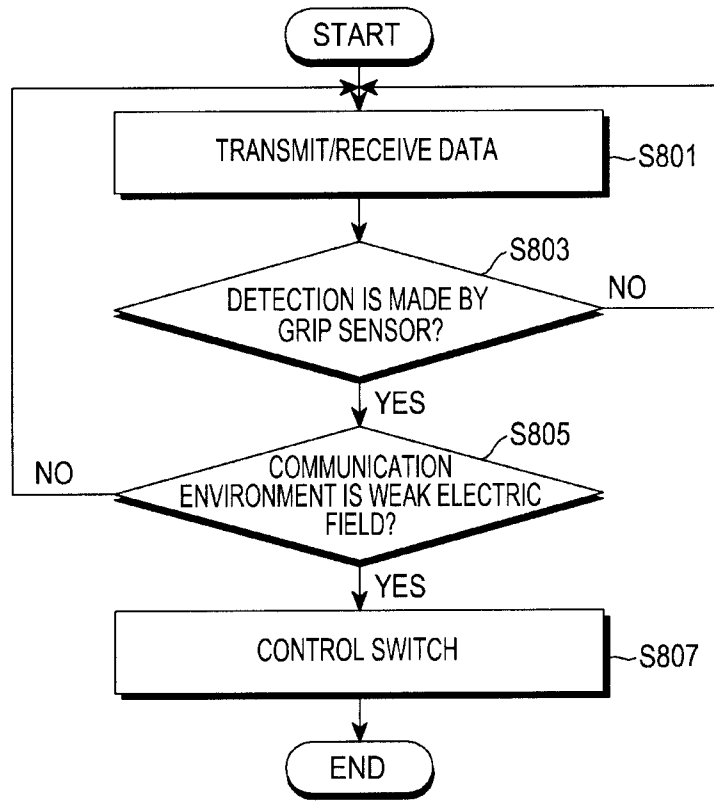 START
TRANSMIT/RECEIVE DATA
S801
S803
DETECTION IS MADE BY
GRIP SENSOR?
NO
YES
S805
COMMUNICATION
ENVIRONMENT IS WEAK ELECTRIC
FIELD?
NO
YES
CONTROL SWITCH
S807
END